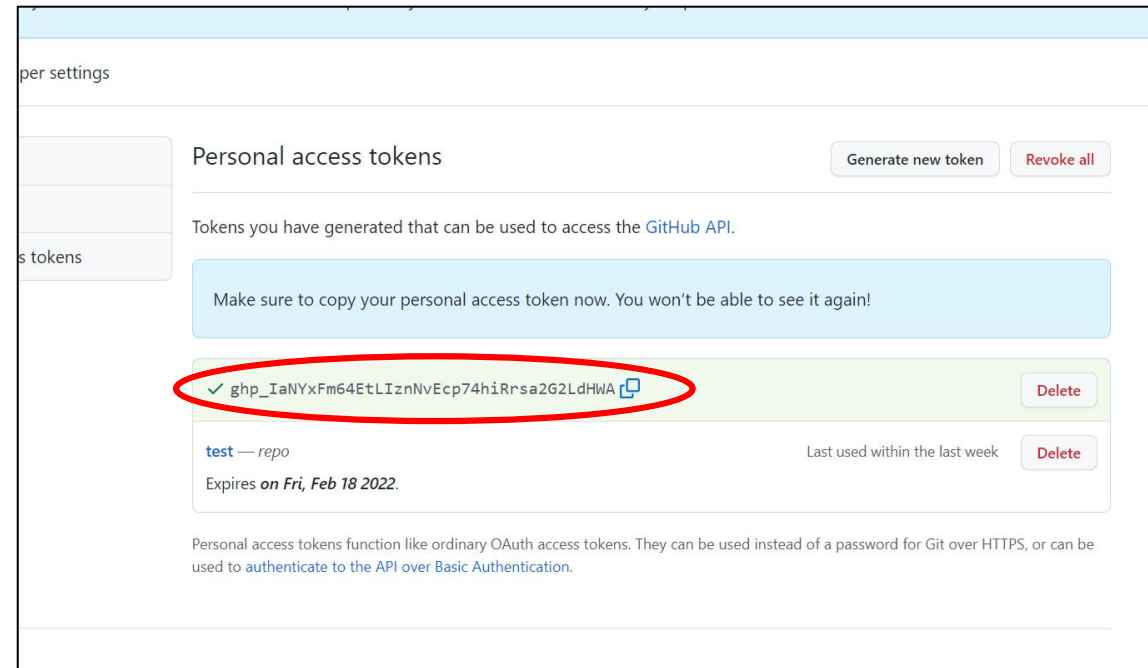 per settings
Personal access tokens
Generate new token
Revoke all
Tokens you have generated that can be used to access the GitHub API.
s tokens
Make sure to copy your personal access token now. You won't be able to see it again!
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
Delete
test — repo
Last used within the last week
Delete
Expires on Fri, Feb 18 2022.
Personal access tokens function like ordinary OAuth access tokens. They can be used instead of a password for Git over HTTPS, or can be
used to authenticate to the API over Basic Authentication.